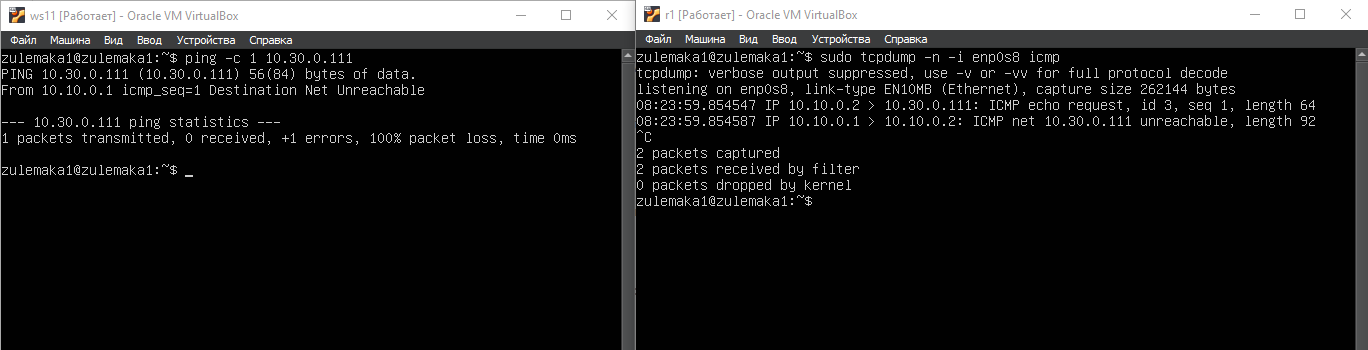 ws11 [Работает] - Oracle VM VirtualBox
Файл Машина Вид Ввод Устройства Справка
zulemaka1@zulemaka1:~$ ping -c 1 10.30.0.111
PING 10.30.0.111 (10.30.0.111) 56(84) bytes of data.
From 10.10.0.1 icmp_seq=1 Destination Net Unreachable
--- 10.30.0.111 ping statistics ---
1 packets transmitted, 0 received, +1 errors, 100% packet loss, time 0ms
zulemaka1@zulemaka1:~$ _
r1 [Работает] - Oracle VM VirtualBox
Файл Машина Вид Ввод Устройства Справка
zulemaka1@zulemaka1:~$ sudo tcpdump -n -i enp0s8 icmp
tcpdump: verbose output suppressed, use -v or -vv for full protocol decode
listening on enp0s8, link-type EN10MB (Ethernet), capture size 262144 bytes
08:23:59.854547 IP 10.10.0.2 > 10.30.0.111: ICMP echo request, id 3, seq 1, length 64
08:23:59.854587 IP 10.10.0.1 > 10.10.0.2: ICMP net 10.30.0.111 unreachable, length 92
^C
2 packets captured
2 packets received by filter
0 packets dropped by kernel
zulemaka1@zulemaka1:~$